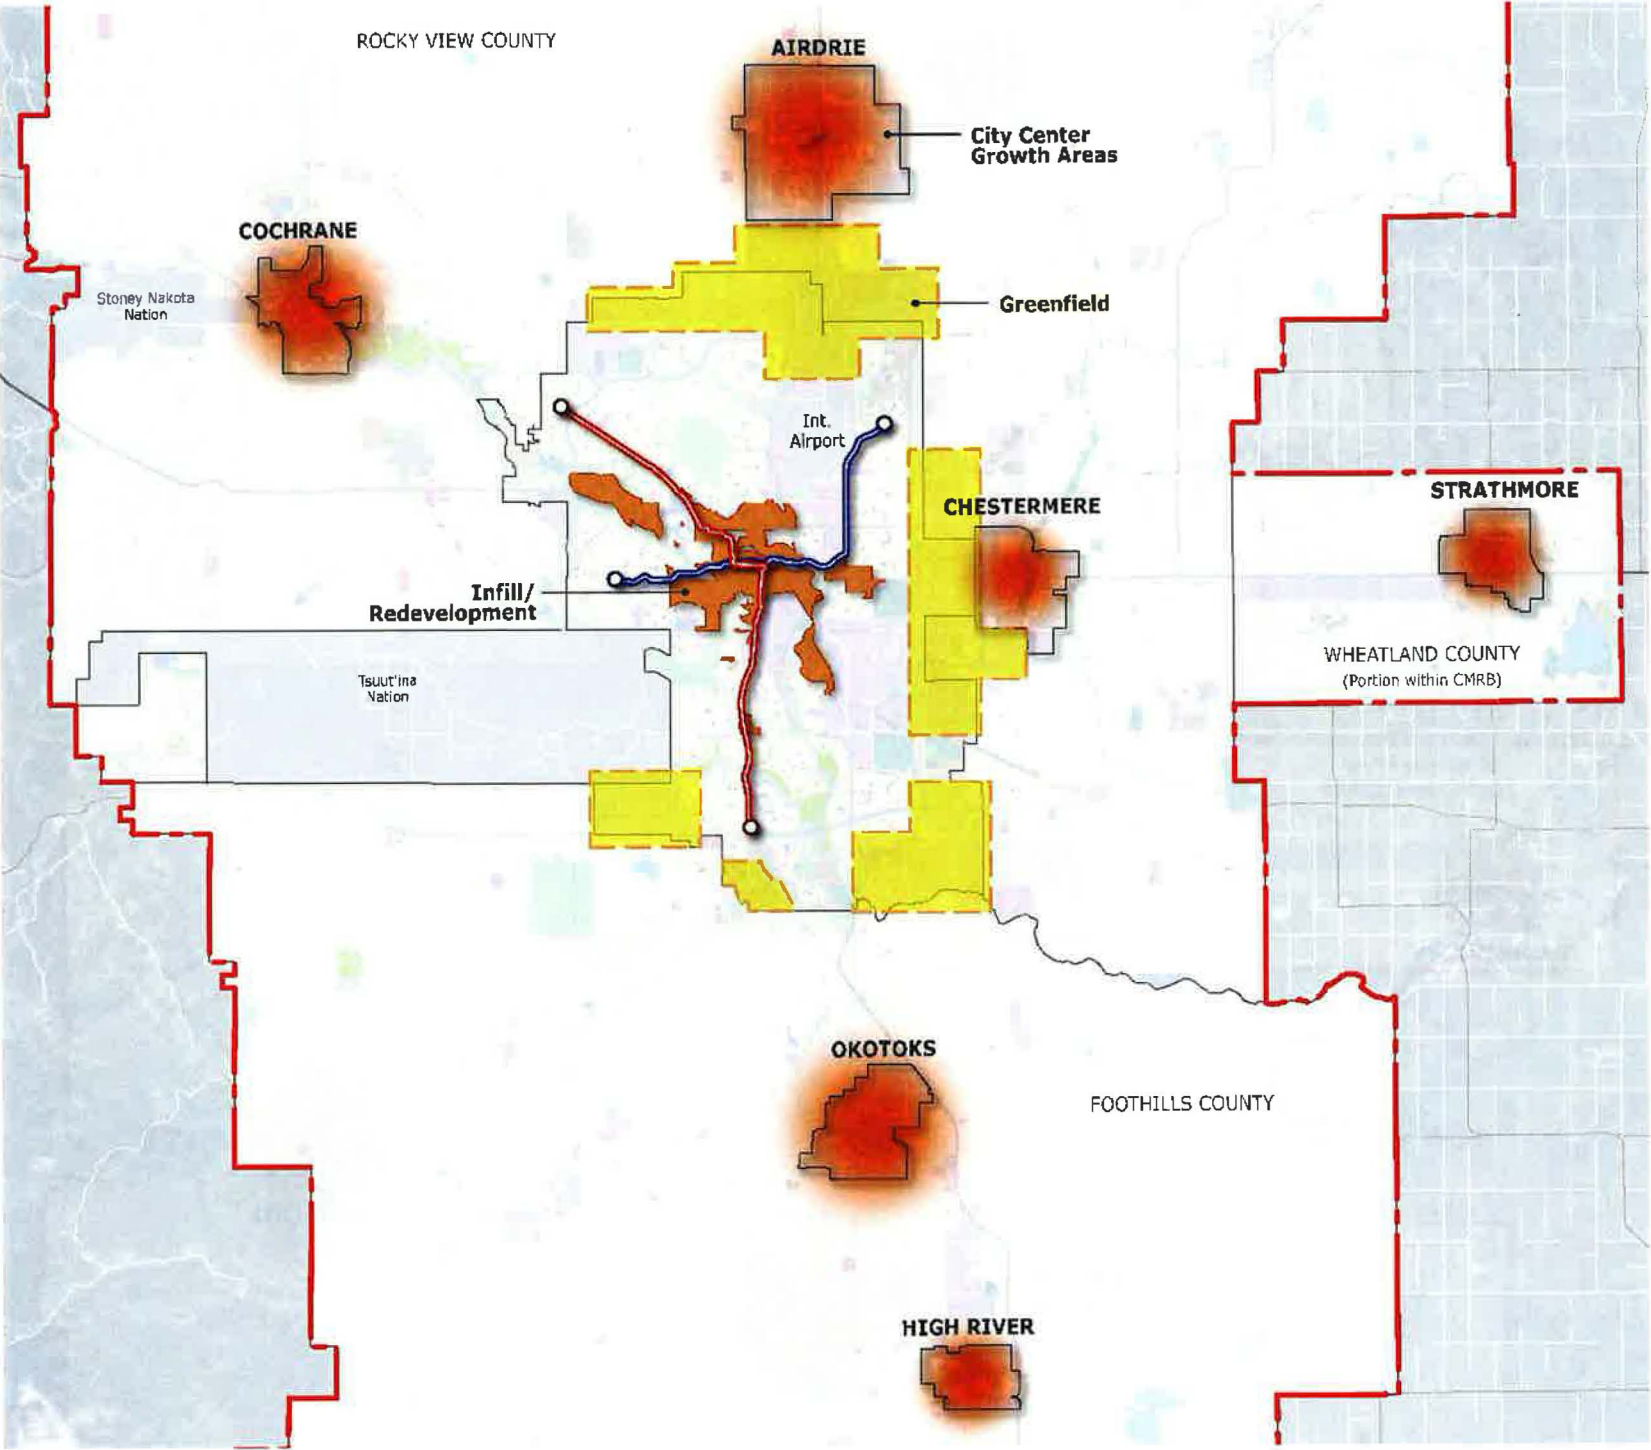 ROCKY VIEW COUNTY
AIRDRIE
City Center
Growth Areas
COCHRANE
Stoney Nakota
Nation
Greenfield
Int.
Airport
CHESTERMERE
STRATHMORE
Infill/
Redevelopment
WHEATLAND COUNTY
(Portion within CMRB)
Tsuut'ina
Nation
OKOTOKS
FOOTHILLS COUNTY
HIGH RIVER